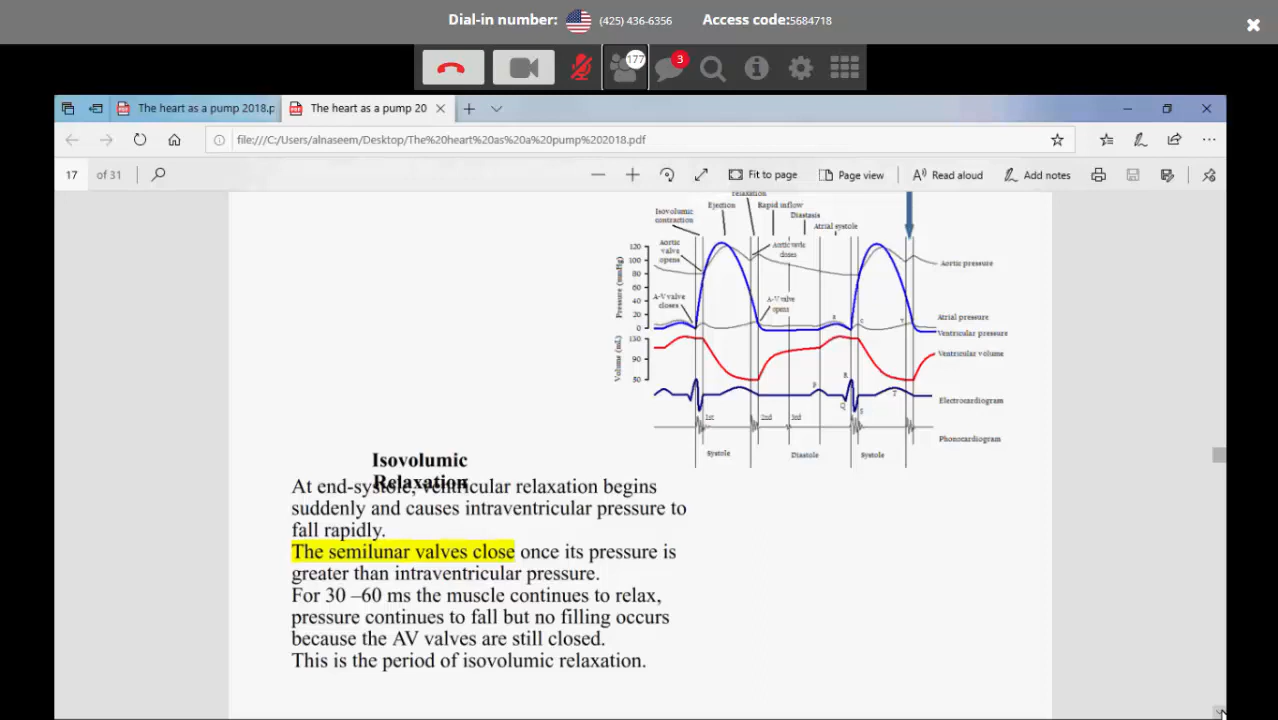 Dial-in number: (425) 436-6356 Access code:5684718
177
3
The heart as a pump 2018.p
The heart as a pump 20
file:///C:/Users/alnaseem/Desktop/The%20heart%20as%20a%20pump%202018.pdf
17 of 31
Fit to page
Page view
Read aloud
Add notes
relaxation
Isovolumic
contraction
Ejection
Rapid inflow
Diastasis
Atrial systole
Aortic
valve
opens
Aortic valve
closes
A-V valve
closes
A-V valve
opens
Pressure (mmHg)
120
100
80
60
40
20
0
Volume (mL)
130
90
50
a
c
v
Aortic pressure
Atrial pressure
Ventricular pressure
Ventricular volume
Electrocardiogram
Phonocardiogram
P
Q
R
S
T
1st
2nd
3rd
Systole
Diastole
Systole
Isovolumic
Relaxation
At end-systole, ventricular relaxation begins
suddenly and causes intraventricular pressure to
fall rapidly.
The semilunar valves close once its pressure is
greater than intraventricular pressure.
For 30 –60 ms the muscle continues to relax,
pressure continues to fall but no filling occurs
because the AV valves are still closed.
This is the period of isovolumic relaxation.